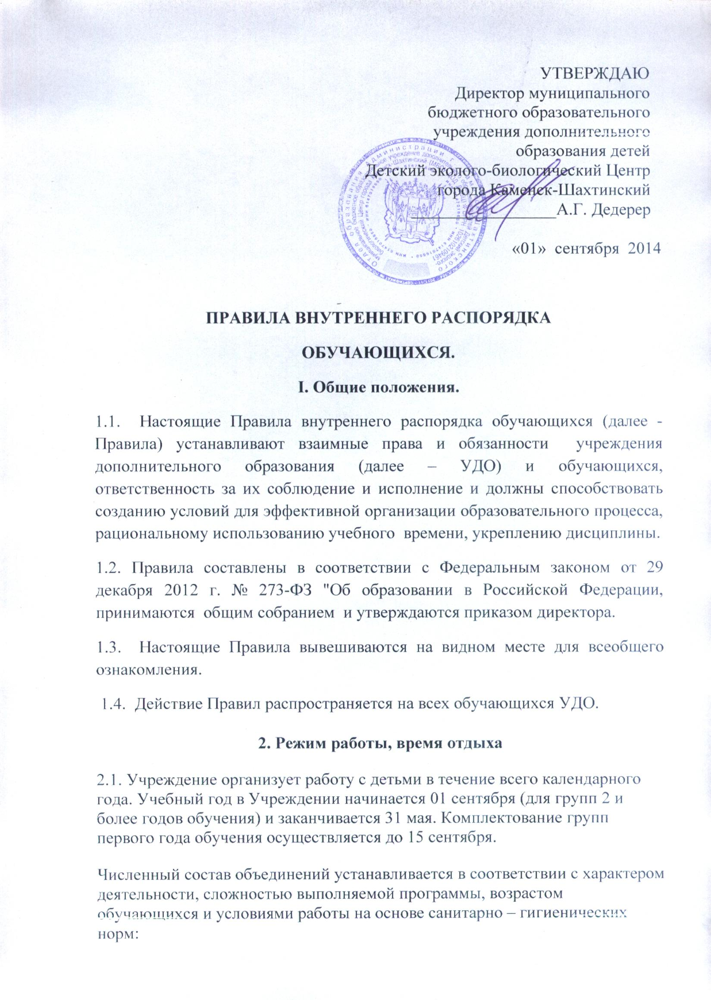 УТВЕРЖДАЮ
Директор муниципального
бюджетного образовательного
учреждения дополнительного
образования детей
Детский эколого-биологический Центр
города Каменск-Шахтинский
_________________А.Г. Дедерер
«01» сентября 2014
ПРАВИЛА ВНУТРЕННЕГО РАСПОРЯДКА
ОБУЧАЮЩИХСЯ.
I. Общие положения.
1.1. Настоящие Правила внутреннего распорядка обучающихся (далее -
Правила) устанавливают взаимные права и обязанности учреждения
дополнительного образования (далее – УДО) и обучающихся,
ответственность за их соблюдение и исполнение и должны способствовать
созданию условий для эффективной организации образовательного процесса,
рациональному использованию учебного времени, укреплению дисциплины.
1.2. Правила составлены в соответствии с Федеральным законом от 29
декабря 2012 г. № 273-ФЗ "Об образовании в Российской Федерации,
принимаются общим собранием и утверждаются приказом директора.
1.3. Настоящие Правила вывешиваются на видном месте для всеобщего
ознакомления.
1.4. Действие Правил распространяется на всех обучающихся УДО.
2. Режим работы, время отдыха
2.1. Учреждение организует работу с детьми в течение всего календарного
года. Учебный год в Учреждении начинается 01 сентября (для групп 2 и
более годов обучения) и заканчивается 31 мая. Комплектование групп
первого года обучения осуществляется до 15 сентября.
Численный состав объединений устанавливается в соответствии с характером
деятельности, сложностью выполняемой программы, возрастом
обучающихся и условиями работы на основе санитарно – гигиенических
норм: